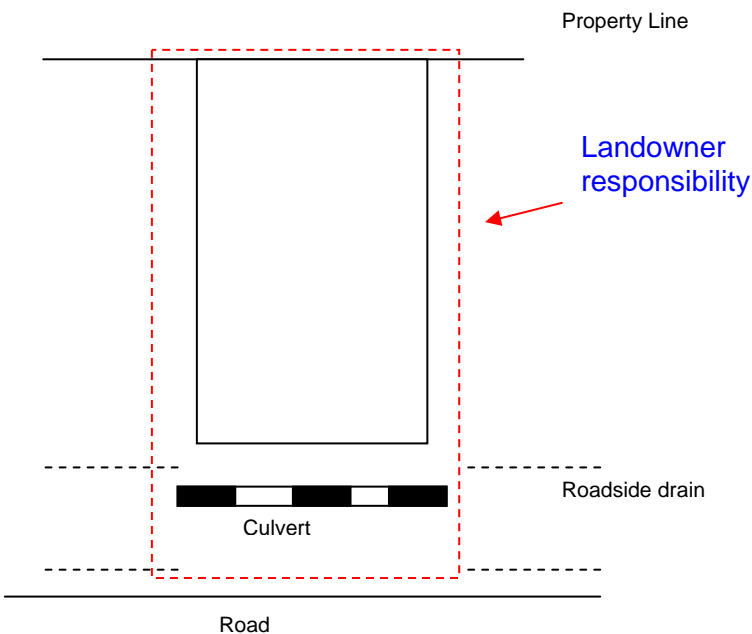 Property Line
Landowner
responsibility
Roadside drain
Culvert
Road